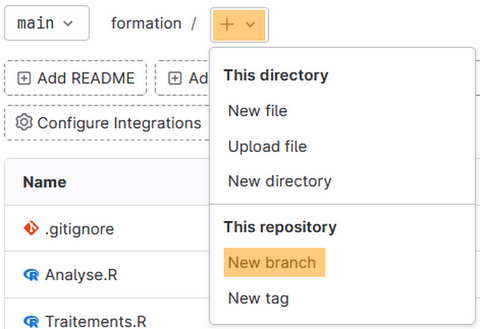 main
formation /
Add README
Ad
Configure Integrations
This directory
New file
Upload file
New directory
This repository
New branch
New tag
Name
.gitignore
Analyse.R
Traitements.R